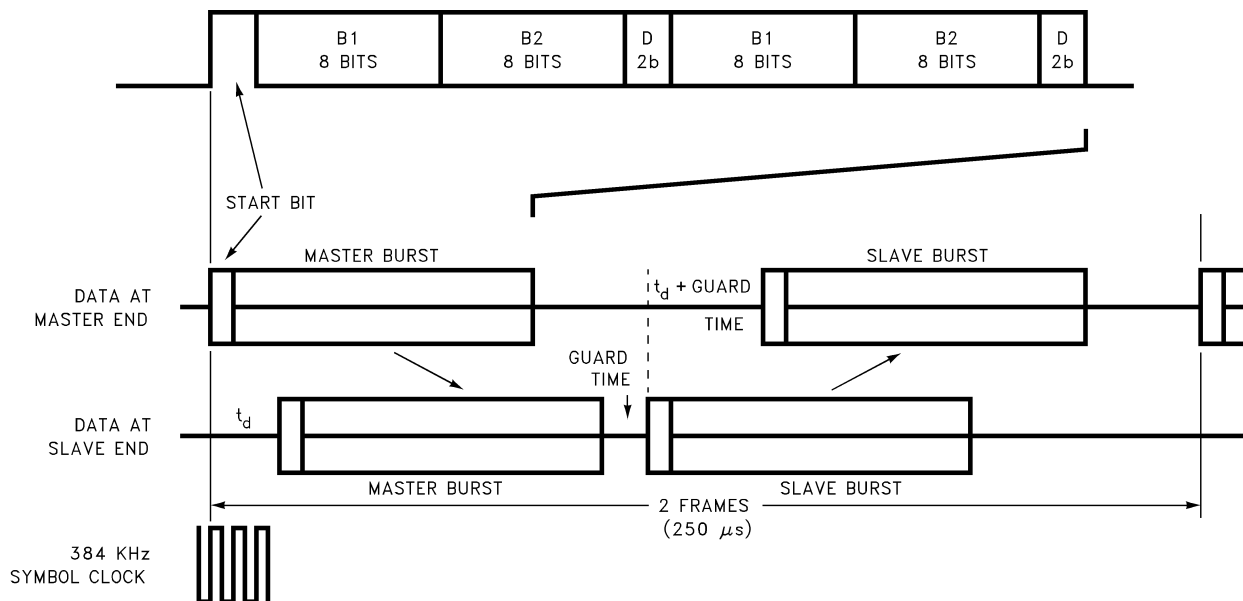 B1
8 BITS
B2
8 BITS
D
2b
B1
8 BITS
B2
8 BITS
D
2b
START BIT
MASTER BURST
SLAVE BURST
DATA AT
MASTER END
td + GUARD
TIME
GUARD
TIME
td
DATA AT
SLAVE END
MASTER BURST
SLAVE BURST
2 FRAMES
(250 μs)
384 KHz
SYMBOL CLOCK